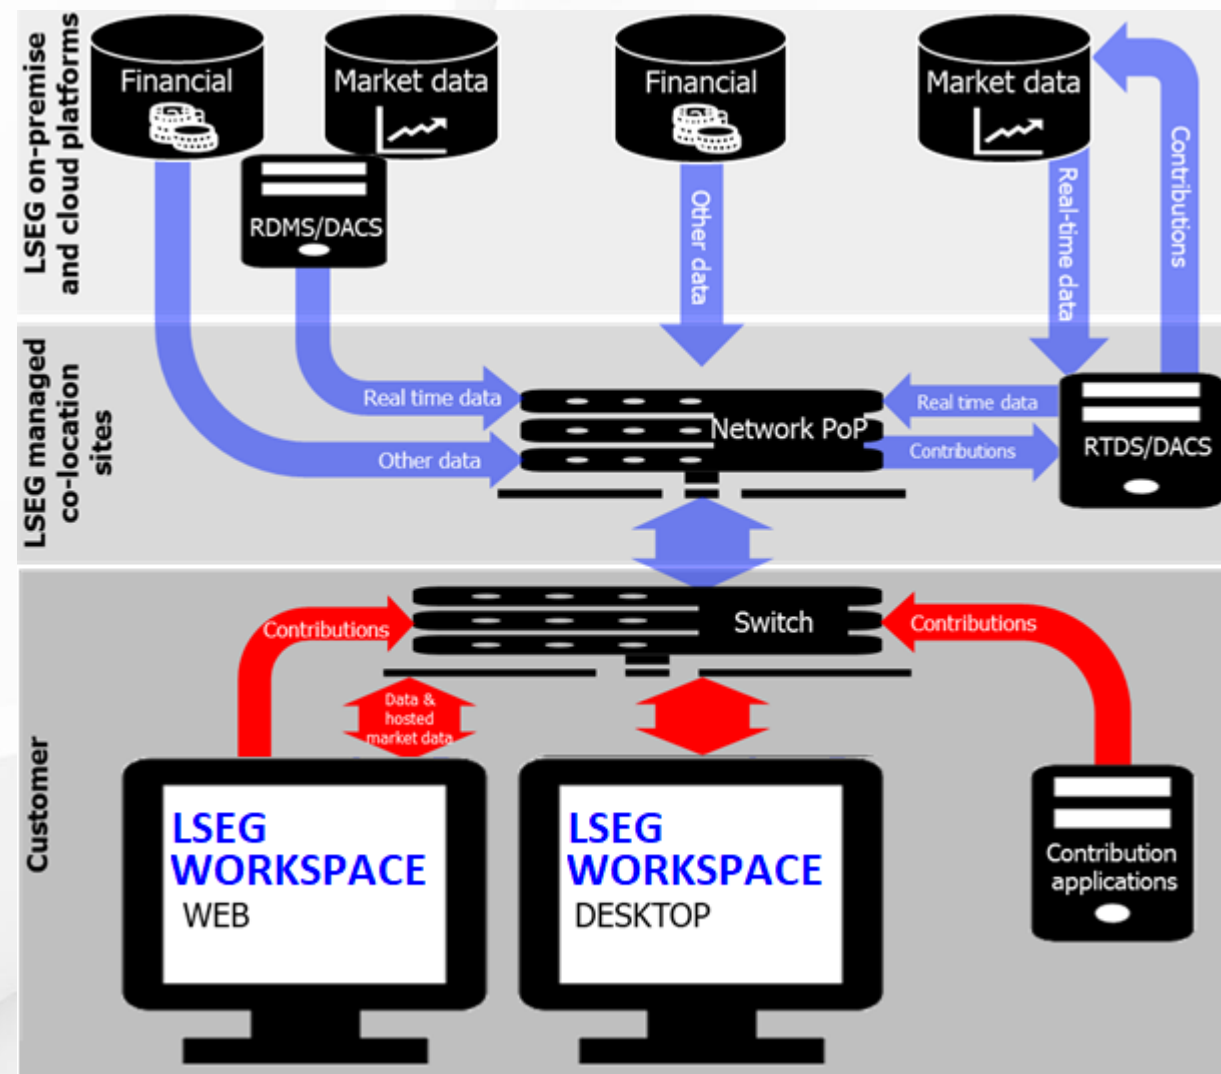 LSEG on-premise
and cloud platforms
Financial
Market data
Financial
Market data
RDMS/DACS
Other data
Real-time data
Contributions
LSEG managed
co-location
sites
Real time data
Other data
Network PoP
Real time data
Contributions
RTDS/DACS
Customer
Contributions
Switch
Contributions
Data &
hosted
market data
LSEG
WORKSPACE
WEB
LSEG
WORKSPACE
DESKTOP
Contribution
applications